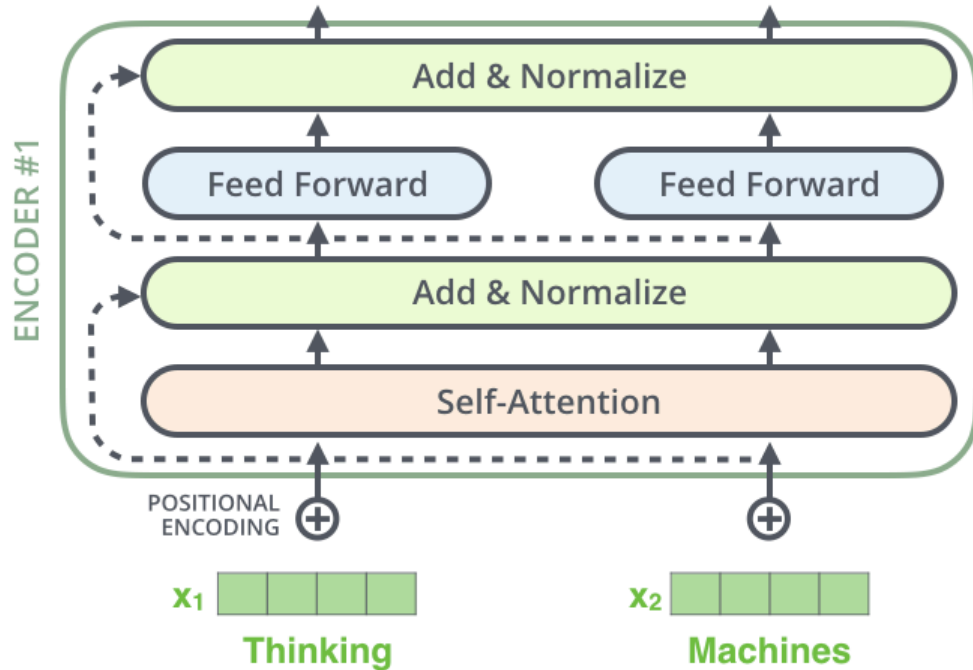 ENCODER #1
Add & Normalize
Feed Forward
Feed Forward
Add & Normalize
Self-Attention
POSITIONAL
ENCODING
x₁
x₂
Thinking
Machines